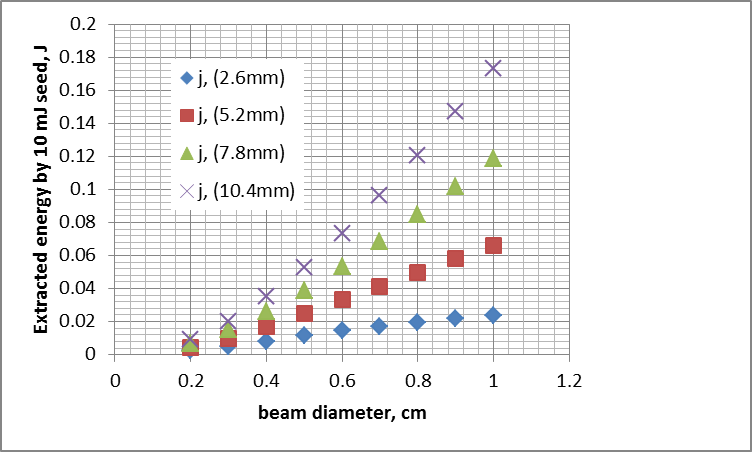 Extracted energy by 10 mJ seed, J
0.2
0.18
0.16
0.14
0.12
0.1
0.08
0.06
0.04
0.02
0
j, (2.6mm)
j, (5.2mm)
j, (7.8mm)
j, (10.4mm)
0 0.2 0.4 0.6 0.8 1 1.2
beam diameter, cm